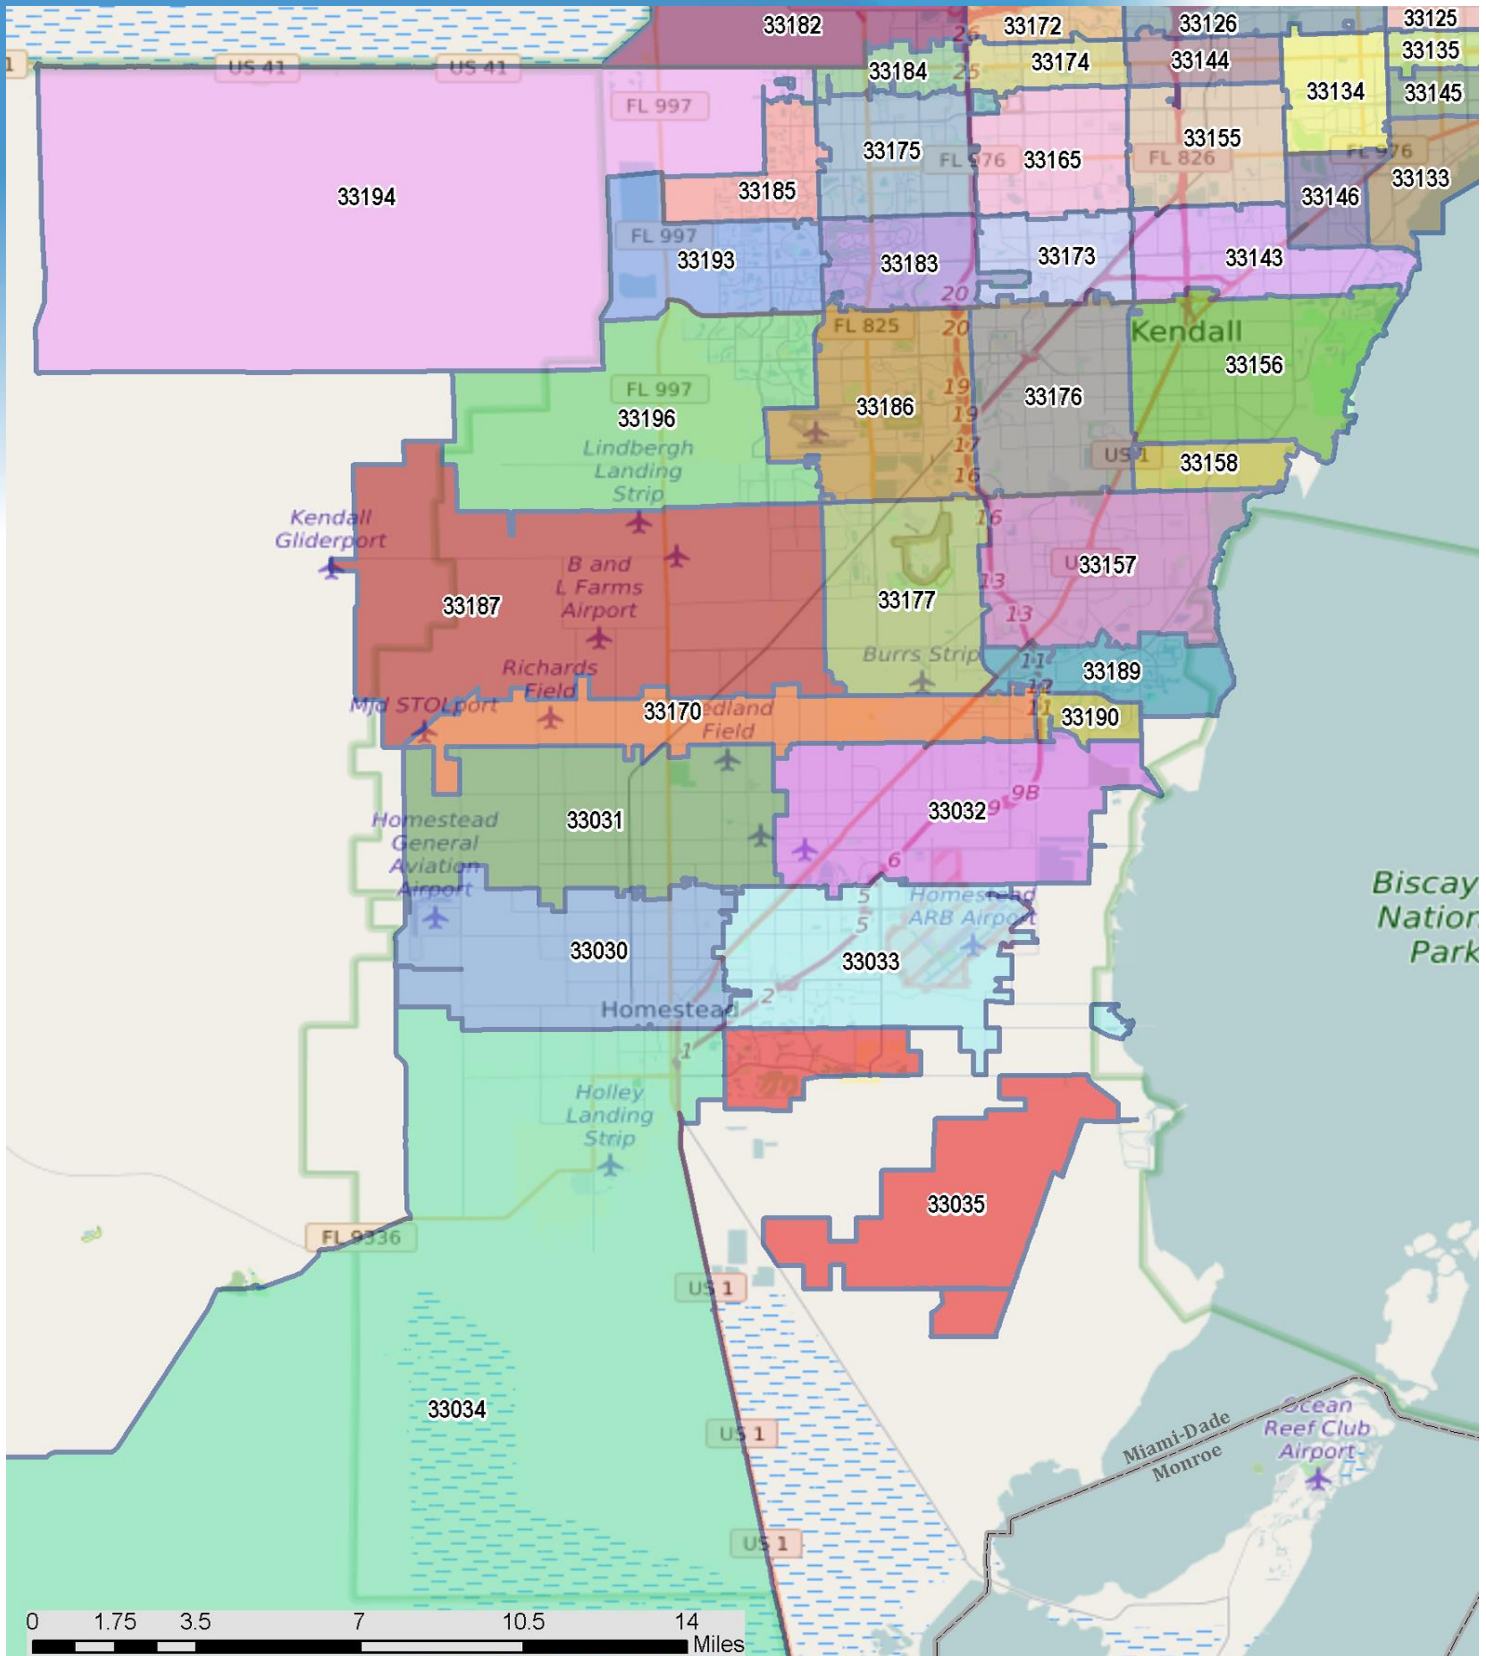 33182
33172
33126
33125
26
1
US 41
US 41
33184
25
33174
33144
33135
FL 997
33134
33145
33175
FL 976
33165
33155
FL 826
FL 976
33194
33185
33146
33133
FL 997
33193
33183
33173
33143
20
FL 825
20
Kendall
33156
FL 997
19
33196
33186
19
33176
Lindbergh
Landing
Strip
17
16
US 1
33158
Kendall
Gliderport
16
B and
L Farms
Airport
33187
33177
13
33157
13
Burrs Strip
11
33189
Richards
Field
12
Mjd STOLport
33170
edland
Field
11
33190
Homestead
General
Aviation
Airport
33031
33032
9
9B
6
5
5
Homestead
ARB Airport
Biscay
Nation
Park
33030
33033
2
Homestead
1
Holley
Landing
Strip
33035
FL 9336
US 1
33034
US 1
Miami-Dade
Monroe
Ocean
Reef Club
Airport
US 1
0 1.75 3.5 7 10.5 14
Miles